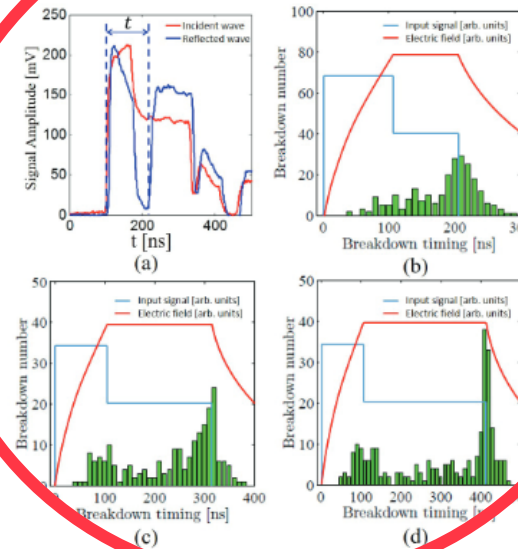 250
200
150
100
50
0
Signal Amplitude [mV]
t
Incident wave
Reflected wave
0
200
400
t [ns]
(a)
100
80
60
40
20
0
Breakdown number
Input signal [arb. units]
Electric field [arb. units]
0
100
200
Breakdown timing [ns]
(b)
50
40
30
20
10
0
Breakdown number
Input signal [arb. units]
Electric field [arb. units]
0
100
200
300
400
Breakdown timing [ns]
(c)
50
40
30
20
10
0
Breakdown number
Input signal [arb. units]
Electric field [arb. units]
0
100
200
300
400
Breakdown timing [ns]
(d)